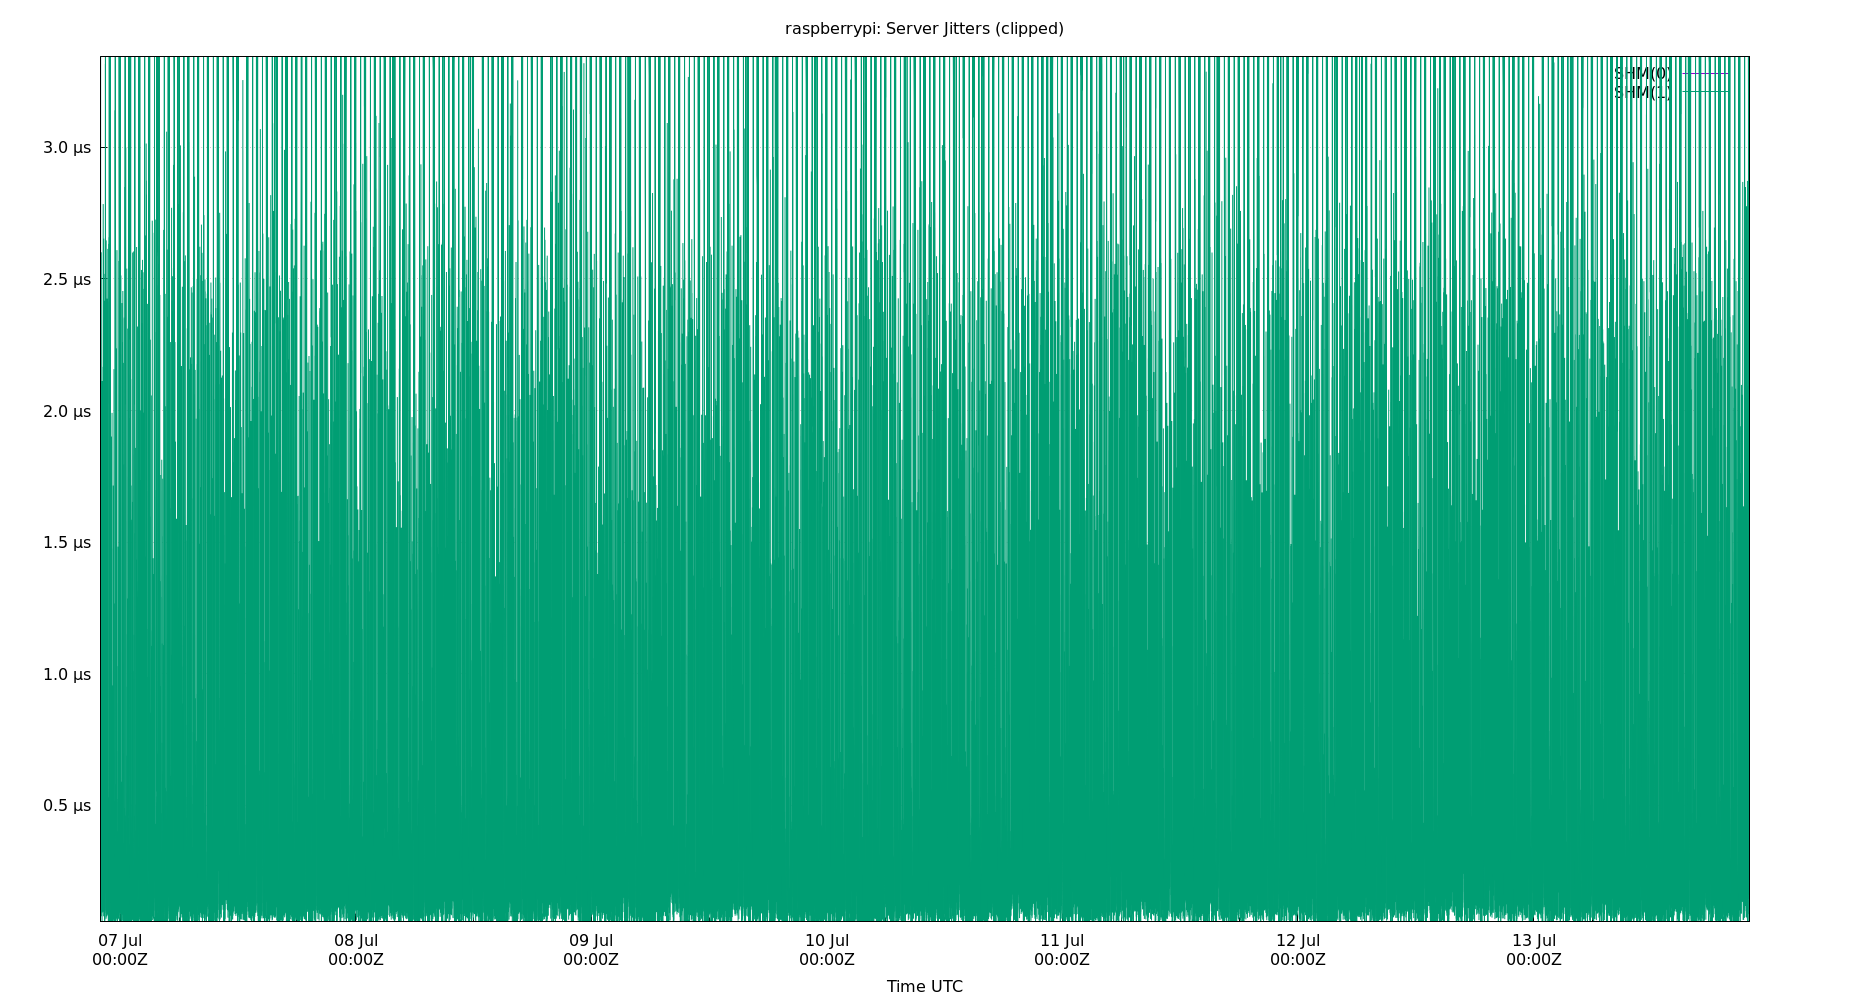 raspberrypi: Server Jitters (clipped)
SHM(0)
SHM(1)
3.0 μs
2.5 μs
2.0 μs
1.5 μs
1.0 μs
0.5 μs
07 Jul 08 Jul 09 Jul 10 Jul 11 Jul 12 Jul 13 Jul
00:00Z 00:00Z 00:00Z 00:00Z 00:00Z 00:00Z 00:00Z
Time UTC